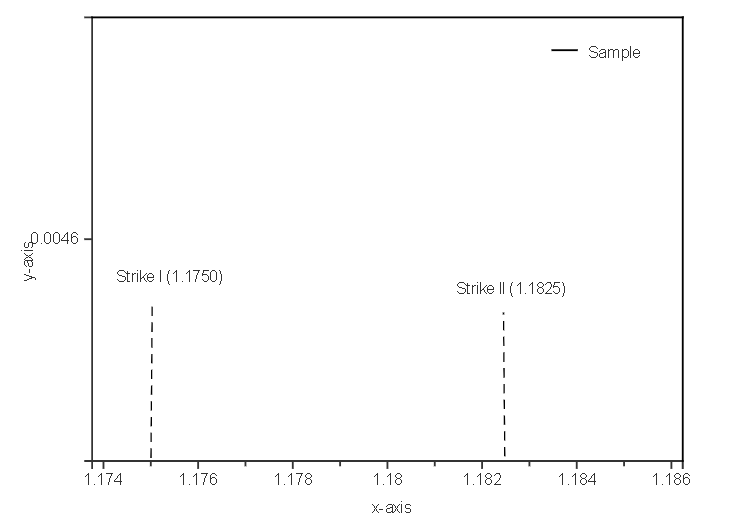 Sample
0.0046
y-axis
Strike I (1.1750)
Strike II (1.1825)
1.174 1.176 1.178 1.18 1.182 1.184 1.186
x-axis